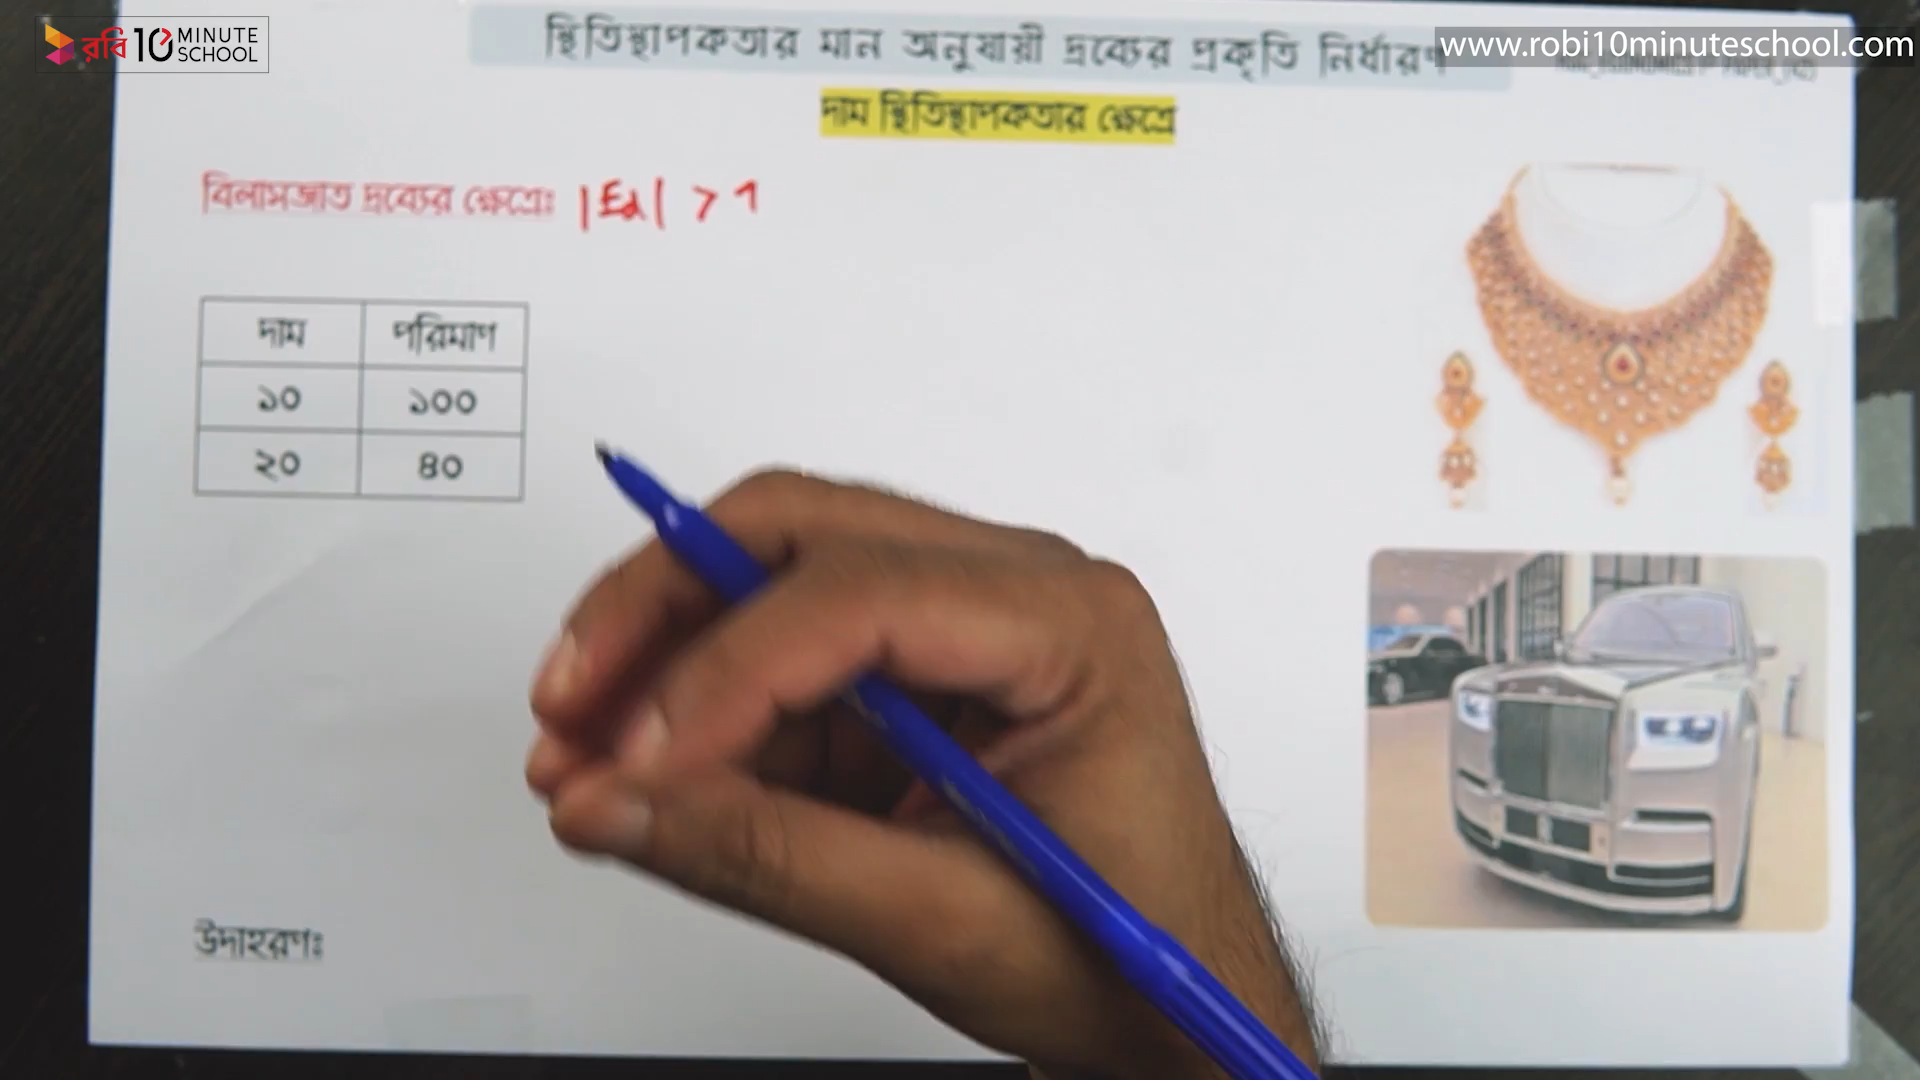 রবি 10 MINUTE SCHOOL
www.robi10minuteschool.com
স্থিতিস্থাপকতার মান অনুযায়ী দ্রব্যের প্রকৃতি নির্ধারণ
দাম স্থিতিস্থাপকতার ক্ষেত্রে
বিলাসজাত দ্রব্যের ক্ষেত্রেঃ |Ed| > 1
দাম পরিমাণ
১০ ১০০
২০ ৪০
উদাহরণঃ